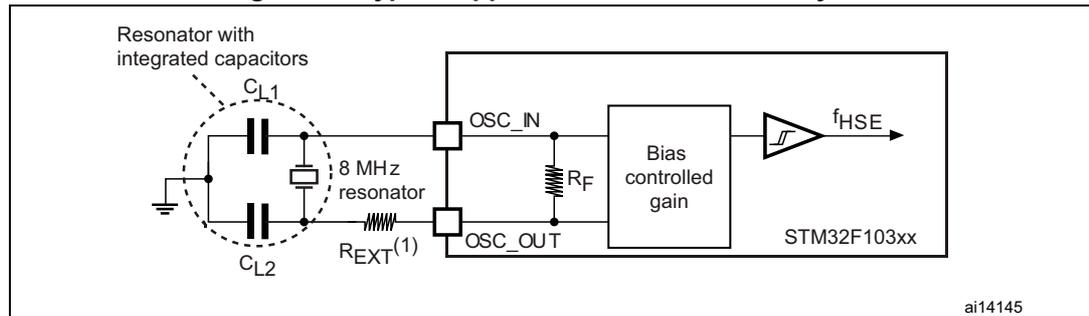 Resonator with
integrated capacitors
CL1
OSC_IN
fHSE
8 MHz
resonator
RF
Bias
controlled
gain
REXT(1)
OSC_OUT
STM32F103xx
CL2
ai14145